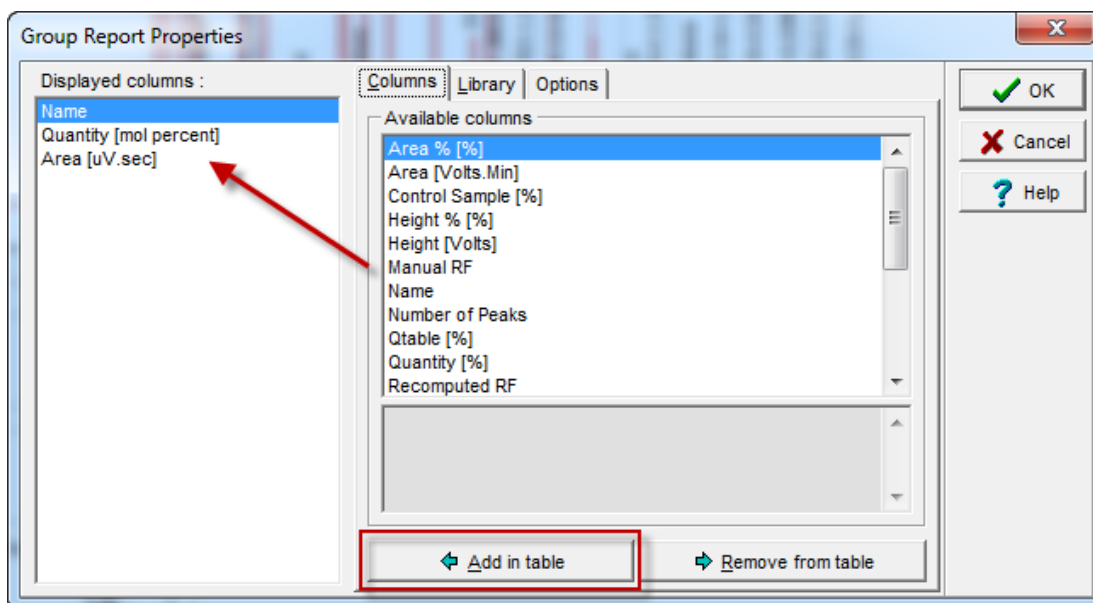 Group Report Properties
Displayed columns :
Name
Quantity [mol percent]
Area [uV.sec]
Columns
Library
Options
Available columns
Area % [%]
Area [Volts.Min]
Control Sample [%]
Height % [%]
Height [Volts]
Manual RF
Name
Number of Peaks
Qtable [%]
Quantity [%]
Recomputed RF
Add in table
Remove from table
OK
Cancel
Help